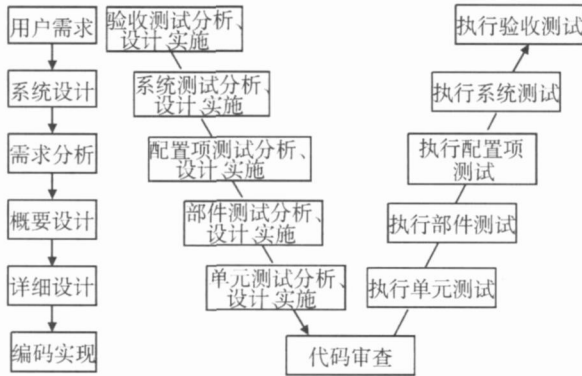 用户需求
系统设计
需求分析
概要设计
详细设计
编码实现
验收测试分析、
设计、实施
系统测试分析、
设计、实施
配置项测试分析、
设计、实施
部件测试分析、
设计、实施
单元测试分析、
设计、实施
代码审查
执行验收测试
执行系统测试
执行配置项
测试
执行部件测试
执行单元测试